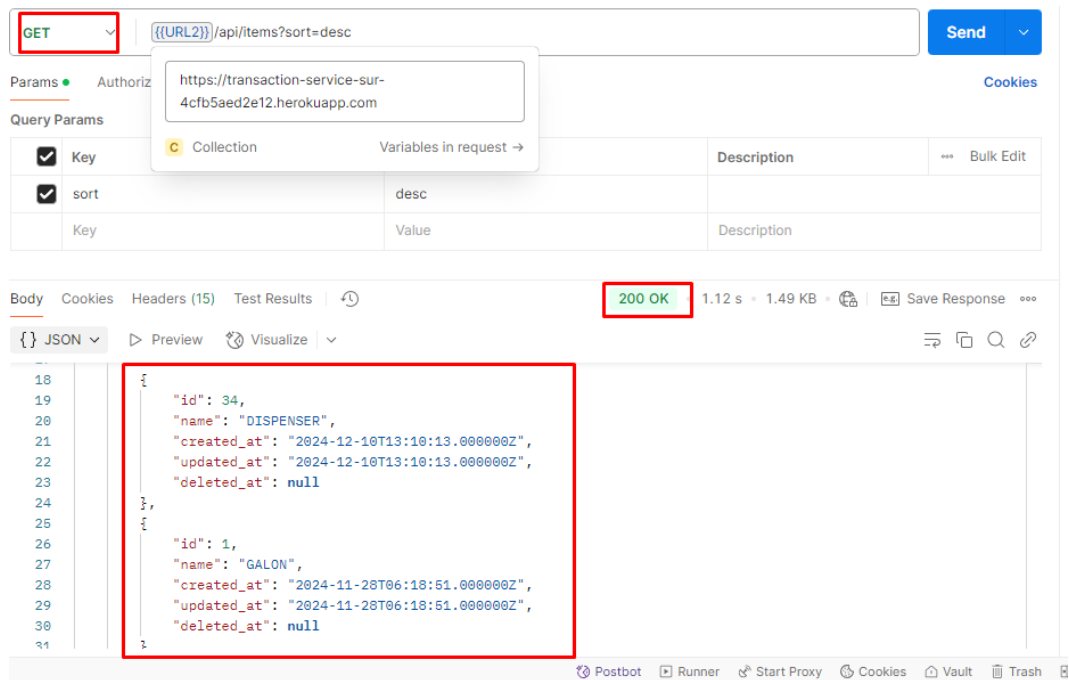 GET {{URL2}}/api/items?sort=desc Send
Params Authoriz Cookies
https://transaction-service-sur-
4cfb5aed2e12.herokuapp.com
Query Params
C Collection Variables in request →
Key Description Bulk Edit
sort desc
Key Value Description
Body Cookies Headers (15) Test Results 200 OK 1.12 s 1.49 KB e.g. Save Response
{} JSON Preview Visualize
18 {
19 "id": 34,
20 "name": "DISPENSER",
21 "created_at": "2024-12-10T13:10:13.000000Z",
22 "updated_at": "2024-12-10T13:10:13.000000Z",
23 "deleted_at": null
24 },
25 {
26 "id": 1,
27 "name": "GALON",
28 "created_at": "2024-11-28T06:18:51.000000Z",
29 "updated_at": "2024-11-28T06:18:51.000000Z",
30 "deleted_at": null
31 }
Postbot Runner Start Proxy Cookies Vault Trash